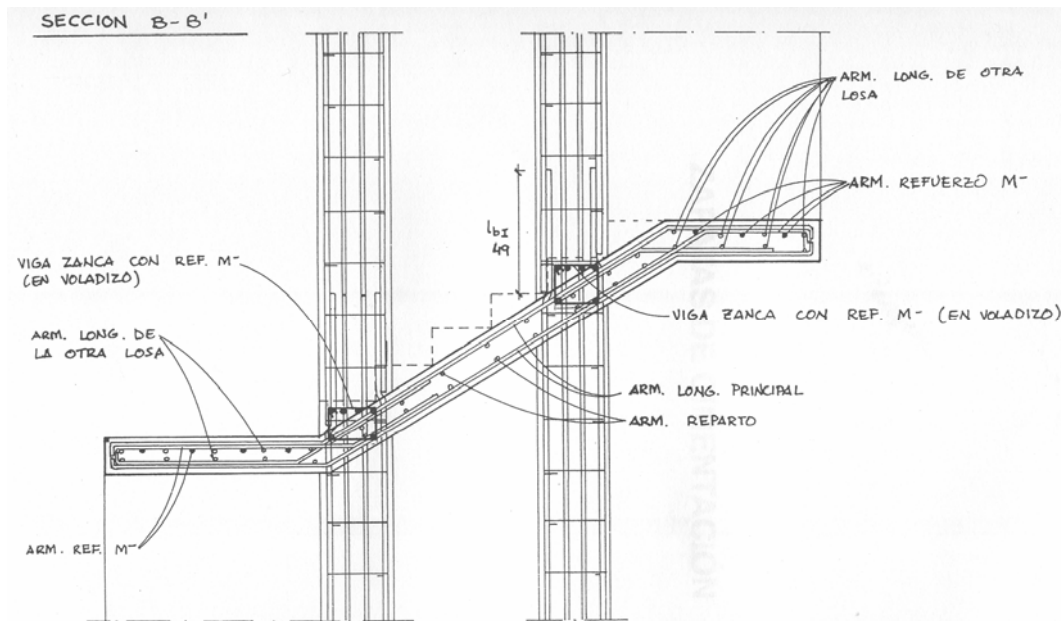 SECCION B-B'
ARM. LONG. DE OTRA
LOSA
ARM. REFUERZO M-
lbI
49
VIGA ZANCA CON REF. M-
(EN VOLADIZO)
VIGA ZANCA CON REF. M- (EN VOLADIZO)
ARM. LONG. DE
LA OTRA LOSA
ARM. LONG. PRINCIPAL
ARM. REPARTO
ARM. REF. M-